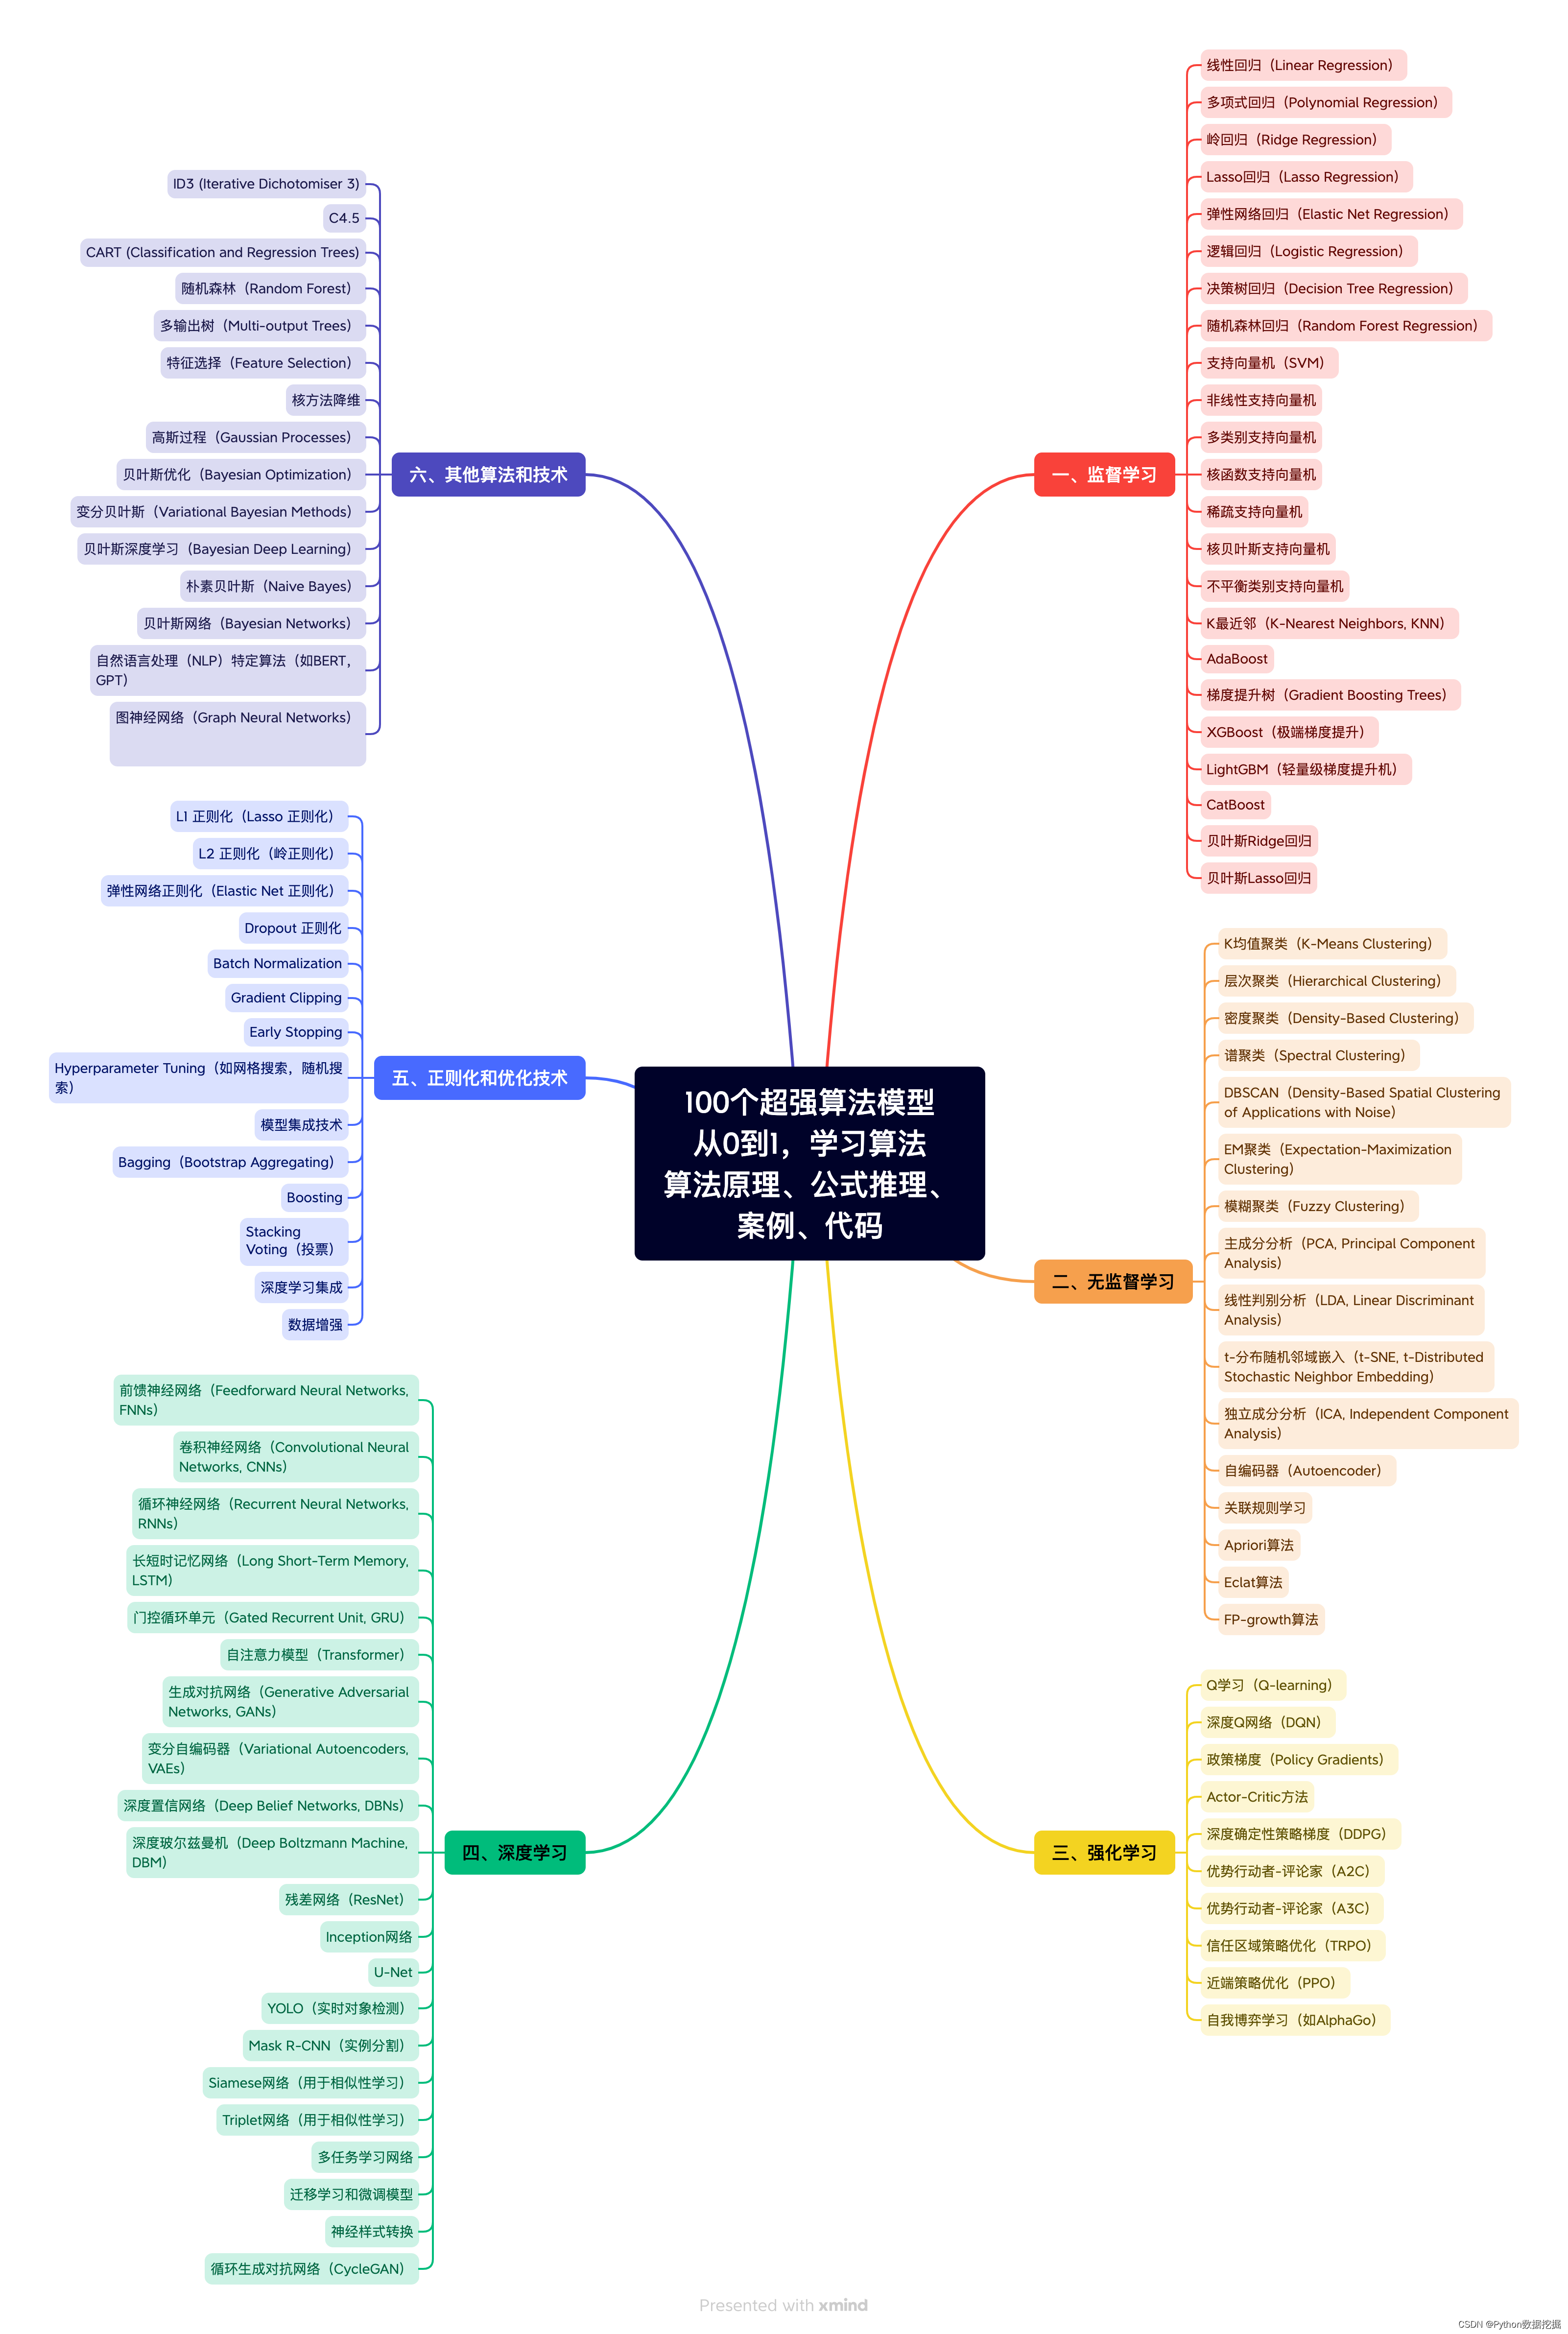 100个超强算法模型
从0到1，学习算法
算法原理、公式推理、
案例、代码
一、监督学习
线性回归（Linear Regression）
多项式回归（Polynomial Regression）
岭回归（Ridge Regression）
Lasso回归（Lasso Regression）
弹性网络回归（Elastic Net Regression）
逻辑回归（Logistic Regression）
决策树回归（Decision Tree Regression）
随机森林回归（Random Forest Regression）
支持向量机（SVM）
非线性支持向量机
多类别支持向量机
核函数支持向量机
稀疏支持向量机
核贝叶斯支持向量机
不平衡类别支持向量机
K最近邻（K-Nearest Neighbors, KNN）
AdaBoost
梯度提升树（Gradient Boosting Trees）
XGBoost（极端梯度提升）
LightGBM（轻量级梯度提升机）
CatBoost
贝叶斯Ridge回归
贝叶斯Lasso回归
二、无监督学习
K均值聚类（K-Means Clustering）
层次聚类（Hierarchical Clustering）
密度聚类（Density-Based Clustering）
谱聚类（Spectral Clustering）
DBSCAN（Density-Based Spatial Clustering
of Applications with Noise）
EM聚类（Expectation-Maximization
Clustering）
模糊聚类（Fuzzy Clustering）
主成分分析（PCA, Principal Component
Analysis）
线性判别分析（LDA, Linear Discriminant
Analysis）
t-分布随机邻域嵌入（t-SNE, t-Distributed
Stochastic Neighbor Embedding）
独立成分分析（ICA, Independent Component
Analysis）
自编码器（Autoencoder）
关联规则学习
Apriori算法
Eclat算法
FP-growth算法
三、强化学习
Q学习（Q-learning）
深度Q网络（DQN）
政策梯度（Policy Gradients）
Actor-Critic方法
深度确定性策略梯度（DDPG）
优势行动者-评论家（A2C）
优势行动者-评论家（A3C）
信任区域策略优化（TRPO）
近端策略优化（PPO）
自我博弈学习（如AlphaGo）
四、深度学习
前馈神经网络（Feedforward Neural Networks,
FNNs）
卷积神经网络（Convolutional Neural
Networks, CNNs）
循环神经网络（Recurrent Neural Networks,
RNNs）
长短时记忆网络（Long Short-Term Memory,
LSTM）
门控循环单元（Gated Recurrent Unit, GRU）
自注意力模型（Transformer）
生成对抗网络（Generative Adversarial
Networks, GANs）
变分自编码器（Variational Autoencoders,
VAEs）
深度置信网络（Deep Belief Networks, DBNs）
深度玻尔兹曼机（Deep Boltzmann Machine,
DBM）
残差网络（ResNet）
Inception网络
U-Net
YOLO（实时对象检测）
Mask R-CNN（实例分割）
Siamese网络（用于相似性学习）
Triplet网络（用于相似性学习）
多任务学习网络
迁移学习和微调模型
神经样式转换
循环生成对抗网络（CycleGAN）
五、正则化和优化技术
L1 正则化（Lasso 正则化）
L2 正则化（岭正则化）
弹性网络正则化（Elastic Net 正则化）
Dropout 正则化
Batch Normalization
Gradient Clipping
Early Stopping
Hyperparameter Tuning（如网格搜索，随机搜
索）
模型集成技术
Bagging（Bootstrap Aggregating）
Boosting
Stacking
Voting（投票）
深度学习集成
数据增强
六、其他算法和技术
ID3 (Iterative Dichotomiser 3)
C4.5
CART (Classification and Regression Trees)
随机森林（Random Forest）
多输出树（Multi-output Trees）
特征选择（Feature Selection）
核方法降维
高斯过程（Gaussian Processes）
贝叶斯优化（Bayesian Optimization）
变分贝叶斯（Variational Bayesian Methods）
贝叶斯深度学习（Bayesian Deep Learning）
朴素贝叶斯（Naive Bayes）
贝叶斯网络（Bayesian Networks）
自然语言处理（NLP）特定算法（如BERT,
GPT）
图神经网络（Graph Neural Networks）
Presented with xmind
CSDN @Python数据挖掘